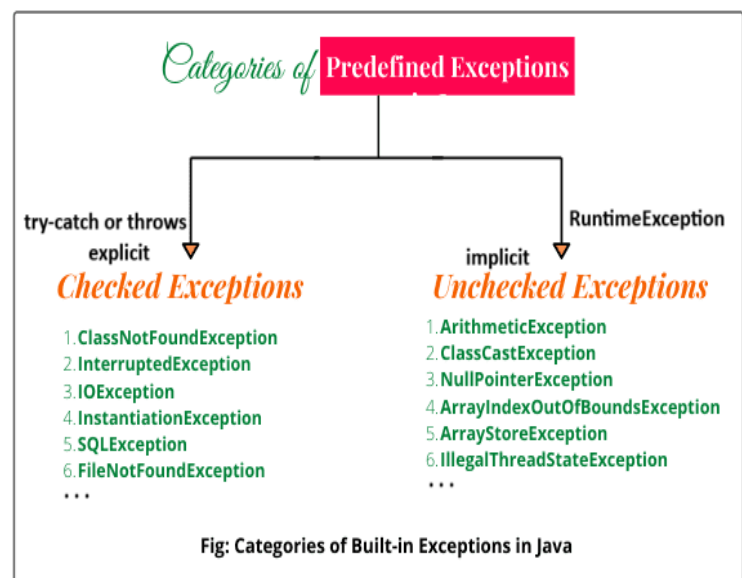 Categories of Predefined Exceptions
try-catch or throws
explicit
Checked Exceptions
1. ClassNotFoundException
2. InterruptedException
3. IOException
4. InstantiationException
5. SQLException
6. FileNotFoundException
...
RuntimeException
implicit
Unchecked Exceptions
1. ArithmeticException
2. ClassCastException
3. NullPointerException
4. ArrayIndexOutOfBoundsException
5. ArrayStoreException
6. IllegalThreadStateException
...
Fig: Categories of Built-in Exceptions in Java